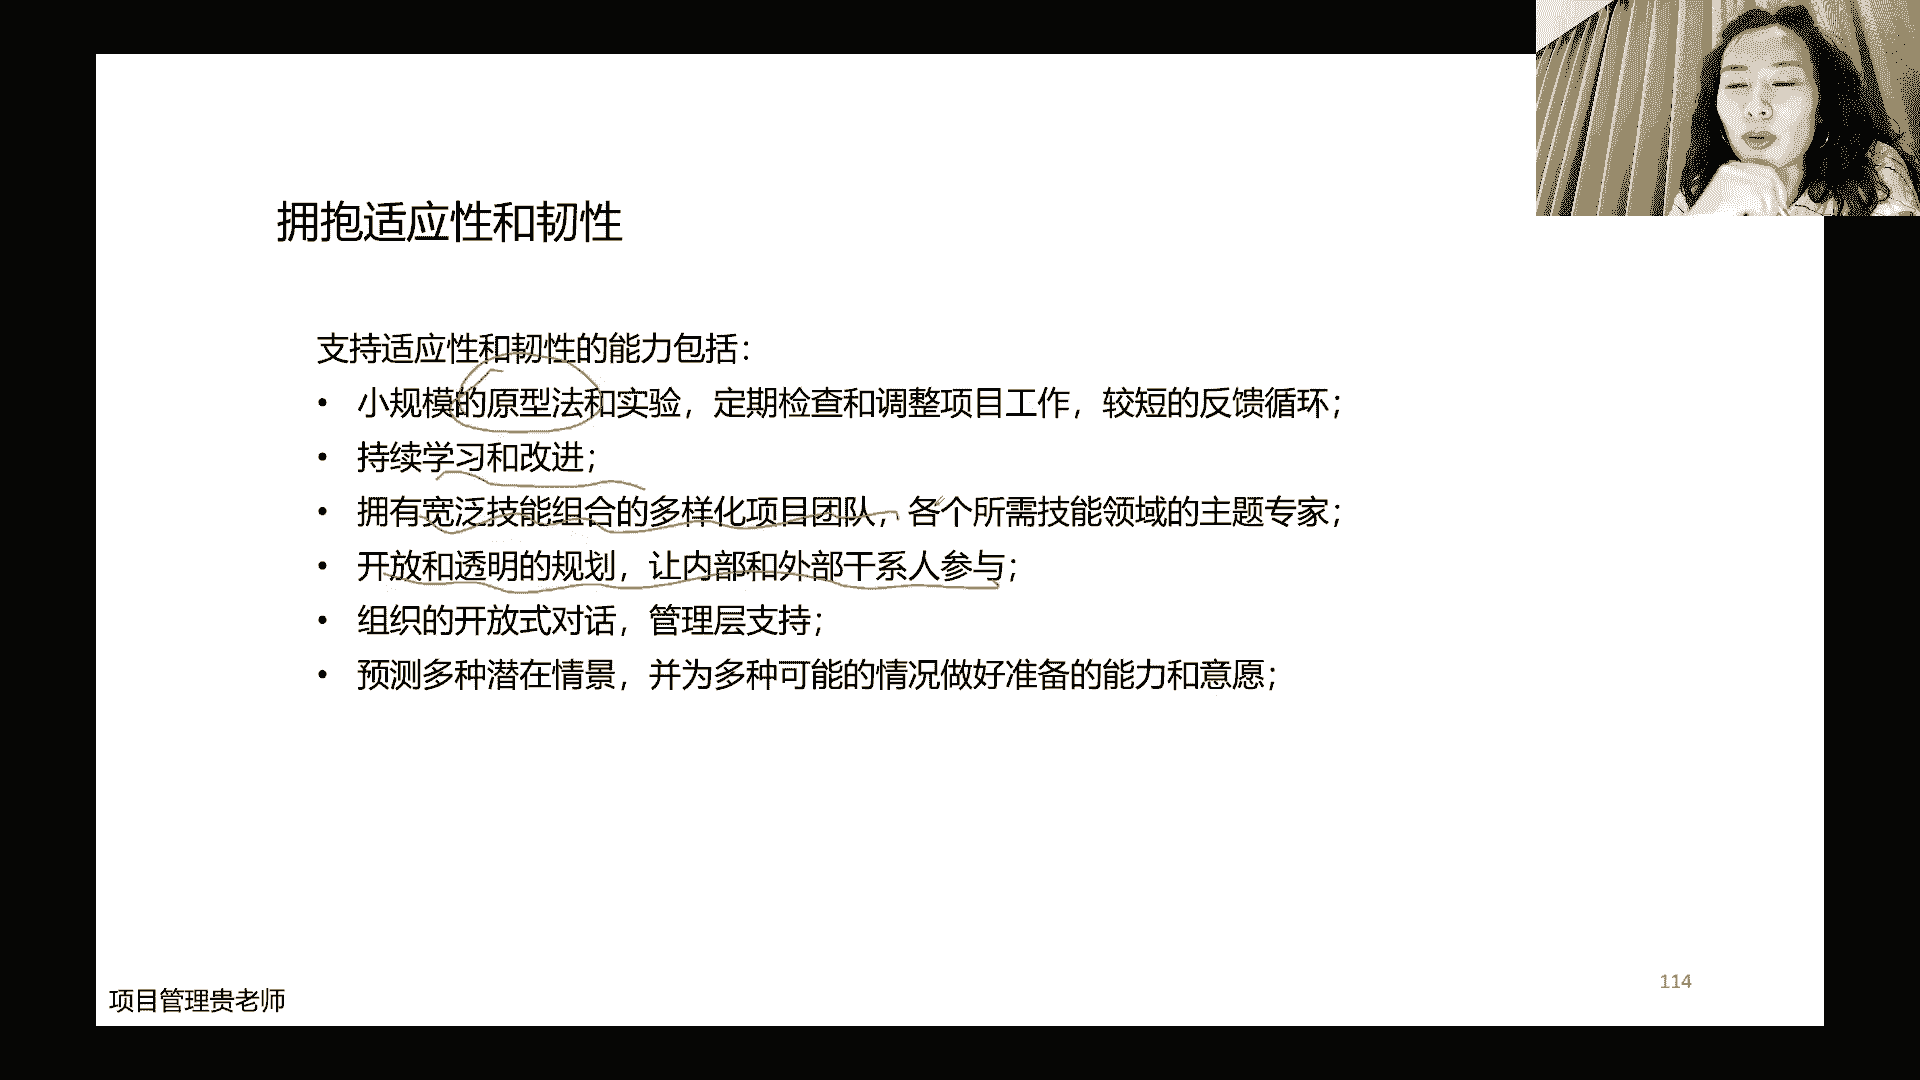 拥抱适应性和韧性
支持适应性和韧性的能力包括：
• 小规模的原型法和实验，定期检查和调整项目工作，较短的反馈循环；
• 持续学习和改进；
• 拥有宽泛技能组合的多样化项目团队，各个所需技能领域的主题专家；
• 开放和透明的规划，让内部和外部干系人参与；
• 组织的开放式对话，管理层支持；
• 预测多种潜在情景，并为多种可能的情况做好准备的能力和意愿；
114
项目管理贵老师